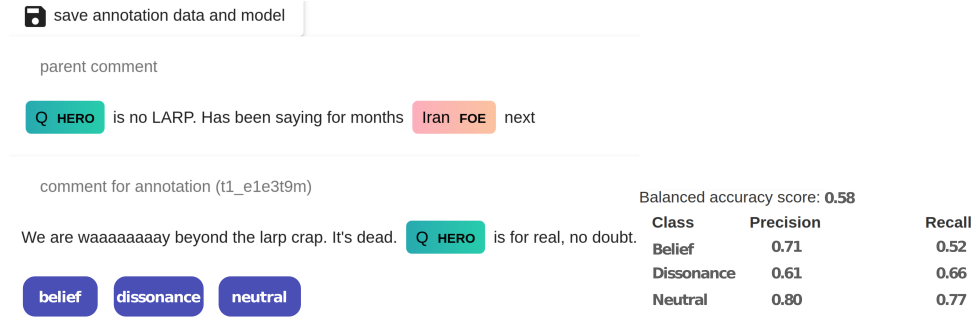 save annotation data and model
parent comment
Q HERO is no LARP. Has been saying for months Iran FOE next
comment for annotation (t1_e1e3t9m)
We are waaaaaaaay beyond the larp crap. It's dead. Q HERO is for real, no doubt.
belief dissonance neutral
Balanced accuracy score: 0.58
Class Precision Recall
Belief 0.71 0.52
Dissonance 0.61 0.66
Neutral 0.80 0.77